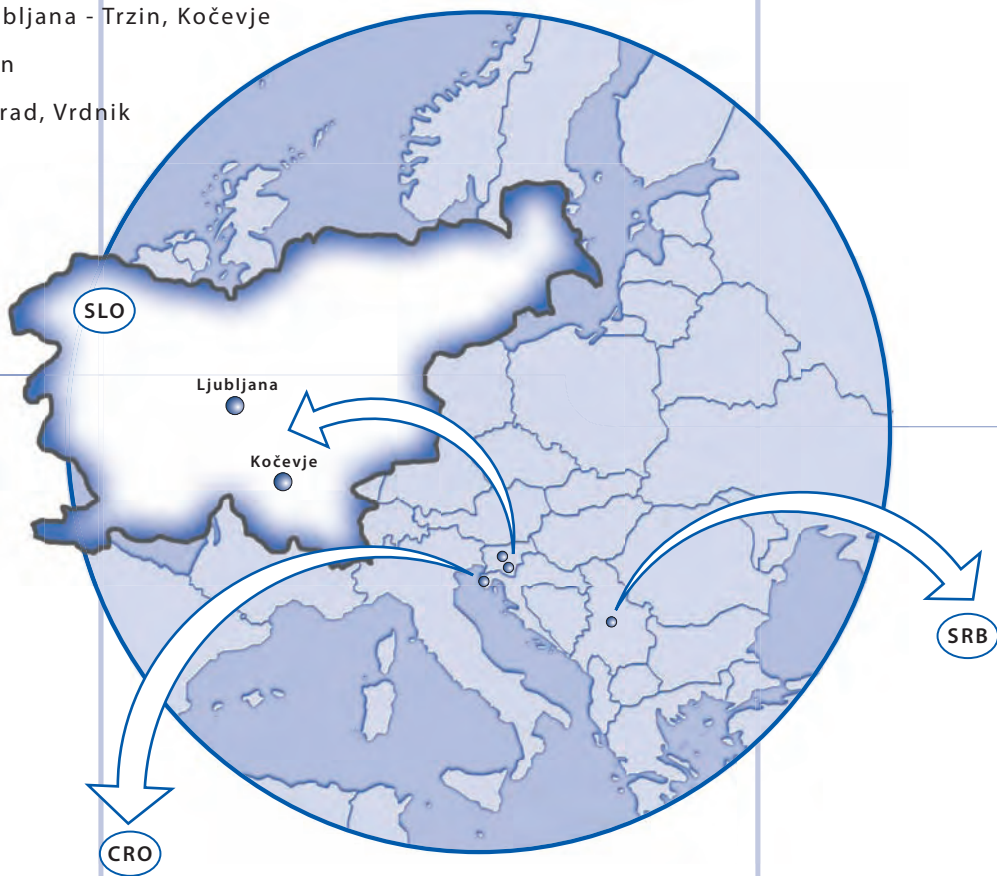 bljana - Trzin, Kočevje
n
rad, Vrdnik
SLO
Ljubljana
Kočevje
SRB
CRO